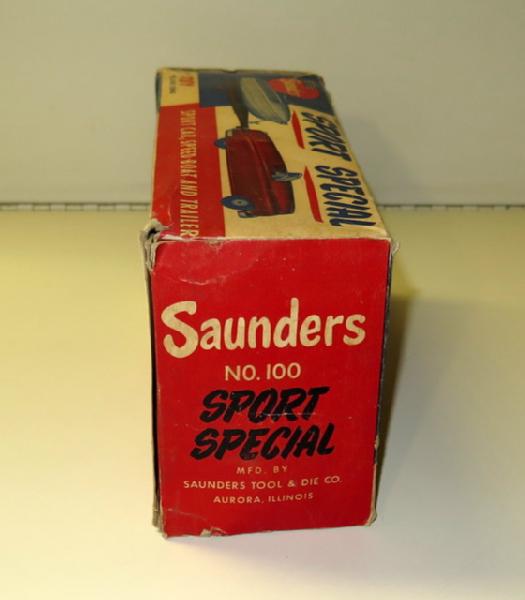 SPORT SPECIAL
SPORT CAR, SPEED BOAT AND TRAILER
Saunders
NO. 100
SPORT
SPECIAL
MFD. BY
SAUNDERS TOOL & DIE CO.
AURORA, ILLINOIS